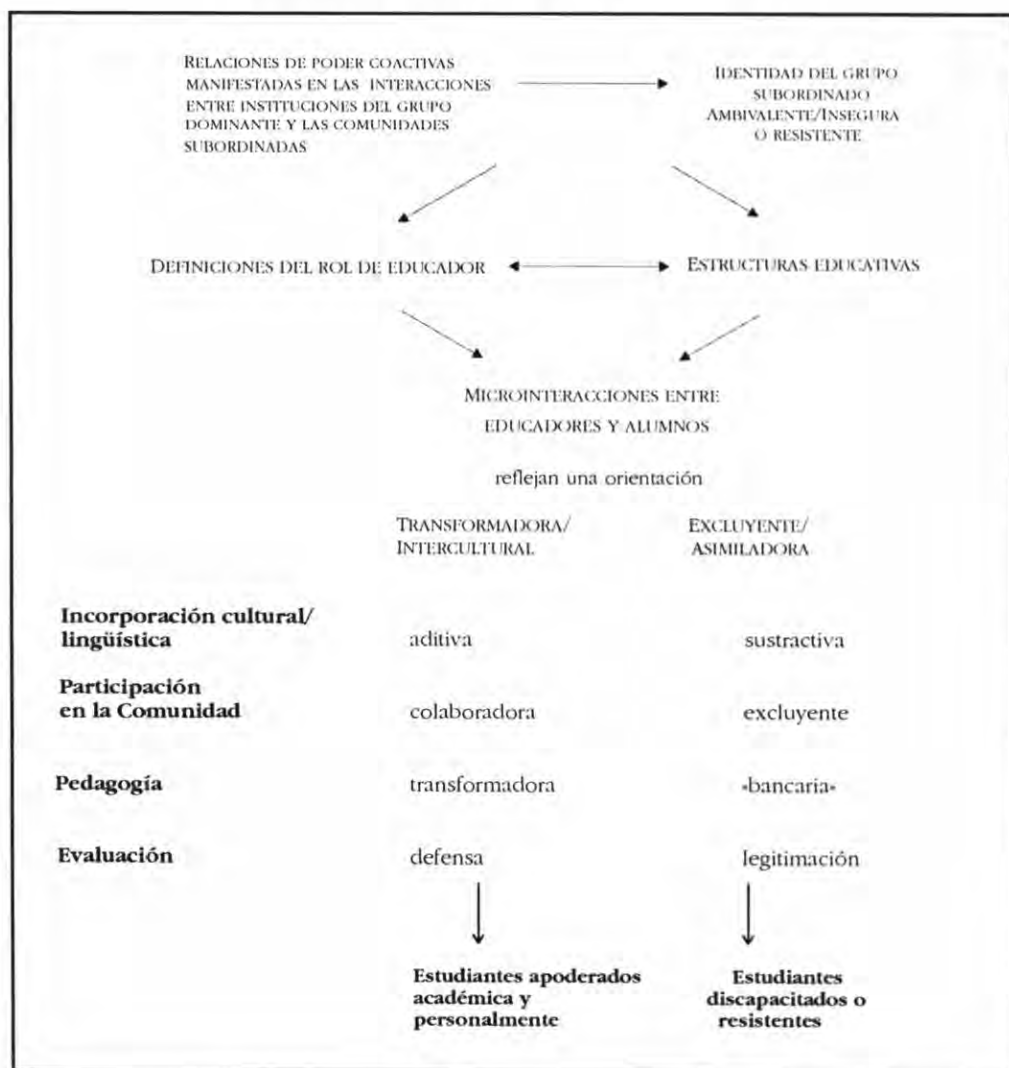 RELACIONES DE PODER COACTIVAS
MANIFESTADAS EN LAS INTERACCIONES
ENTRE INSTITUCIONES DEL GRUPO
DOMINANTE Y LAS COMUNIDADES
SUBORDINADAS
IDENTIDAD DEL GRUPO
SUBORDINADO
AMBIVALENTE/INSEGURA
O RESISTENTE
DEFINICIONES DEL ROL DE EDUCADOR
ESTRUCTURAS EDUCATIVAS
MICROINTERACCIONES ENTRE
EDUCADORES Y ALUMNOS
reflejan una orientación
TRANSFORMADORA/
INTERCULTURAL
EXCLUYENTE/
ASIMILADORA
Incorporación cultural/
lingüística
aditiva
sustractiva
Participación
en la Comunidad
colaboradora
excluyente
Pedagogía
transformadora
«bancaria»
Evaluación
defensa
legitimación
Estudiantes apoderados
académica y
personalmente
Estudiantes
discapacitados o
resistentes